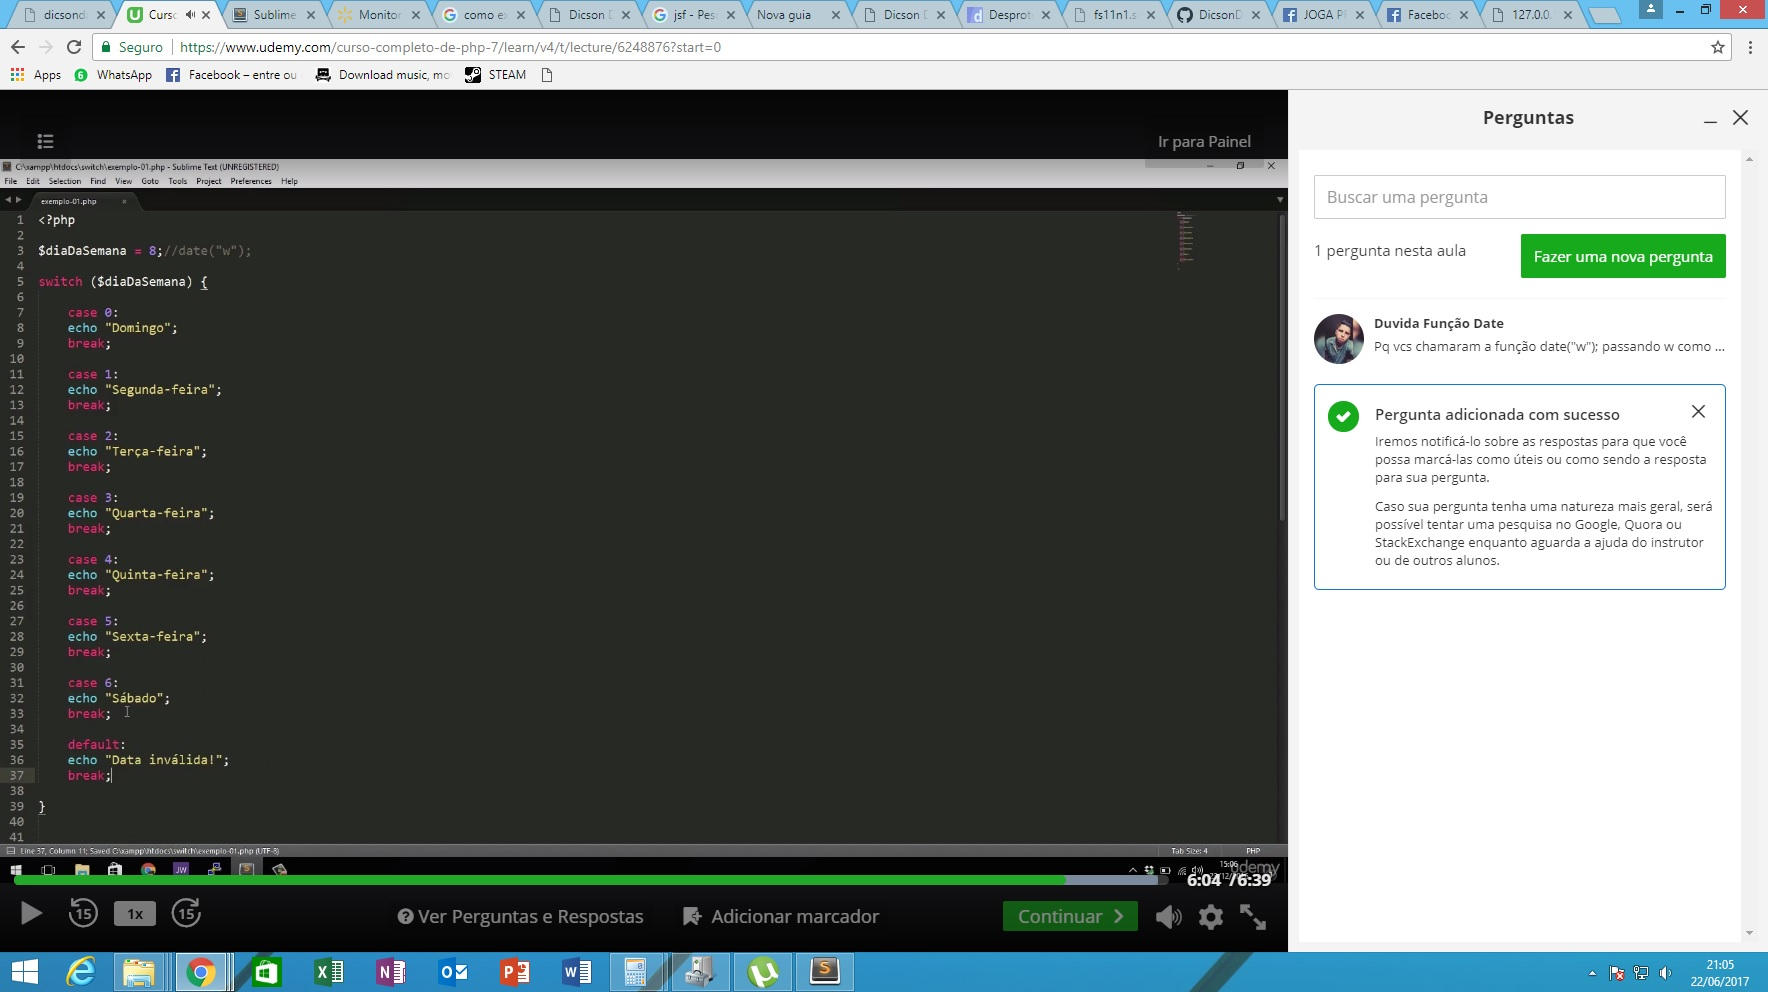 dicsond
Curso
Sublime
Monitor
como e
Dicson D
jsf - Pes
Nova guia
Dicson D
Desprot
fs11n1.s
DicsonD
JOGA P
Facebo
127.0.0.
Seguro
https://www.udemy.com/curso-completo-de-php-7/learn/v4/t/lecture/6248876?start=0
Apps
WhatsApp
Facebook – entre ou
Download music, mo
STEAM
Ir para Painel
C:\xampp\htdocs\switch\exemplo-01.php - Sublime Text (UNREGISTERED)
File Edit Selection Find View Goto Tools Project Preferences Help
exemplo-01.php
1 <?php
2
3 $diaDaSemana = 8;//date("w");
4
5 switch ($diaDaSemana) {
6
7 case 0:
8 echo "Domingo";
9 break;
10
11 case 1:
12 echo "Segunda-feira";
13 break;
14
15 case 2:
16 echo "Terça-feira";
17 break;
18
19 case 3:
20 echo "Quarta-feira";
21 break;
22
23 case 4:
24 echo "Quinta-feira";
25 break;
26
27 case 5:
28 echo "Sexta-feira";
29 break;
30
31 case 6:
32 echo "Sábado";
33 break;
34
35 default:
36 echo "Data inválida!";
37 break;
38
39 }
40
41
Line 37, Column 11; Saved C:\xampp\htdocs\switch\exemplo-01.php (UTF-8)
Tab Size: 4
PHP
JW
15:06
udemy
6:04 / 6:39
15
1x
15
Ver Perguntas e Respostas
Adicionar marcador
Continuar
Perguntas
Buscar uma pergunta
1 pergunta nesta aula
Fazer uma nova pergunta
Duvida Função Date
Pq vcs chamaram a função date("w"); passando w como ...
Pergunta adicionada com sucesso
Iremos notificá-lo sobre as respostas para que você
possa marcá-las como úteis ou como sendo a resposta
para sua pergunta.
Caso sua pergunta tenha uma natureza mais geral, será
possível tentar uma pesquisa no Google, Quora ou
StackExchange enquanto aguarda a ajuda do instrutor
ou de outros alunos.
21:05
22/06/2017